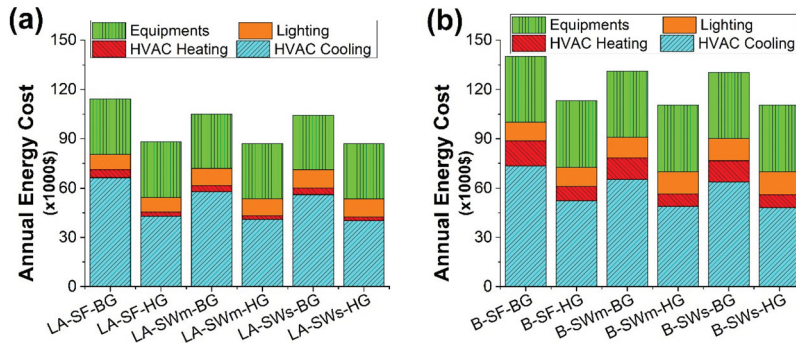 (a)
Equipments
Lighting
HVAC Heating
HVAC Cooling
Annual Energy Cost
(x1000$)
150
120
90
60
30
0
LA-SF-BG
LA-SF-HG
LA-SWm-BG
LA-SWm-HG
LA-SWs-BG
LA-SWs-HG
(b)
Equipments
Lighting
HVAC Heating
HVAC Cooling
Annual Energy Cost
(x1000$)
150
120
90
60
30
0
B-SF-BG
B-SF-HG
B-SWm-BG
B-SWm-HG
B-SWs-BG
B-SWs-HG